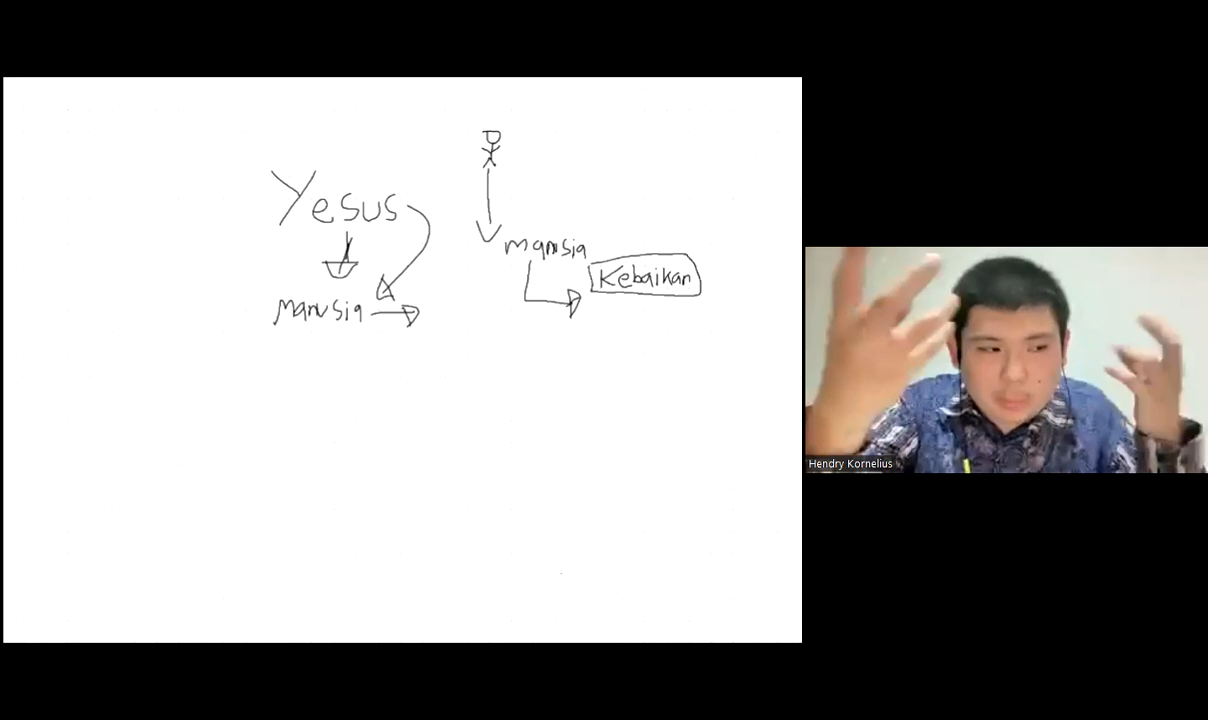 Yesus
manusia
manusia
Kebaikan
Hendry Kornelius